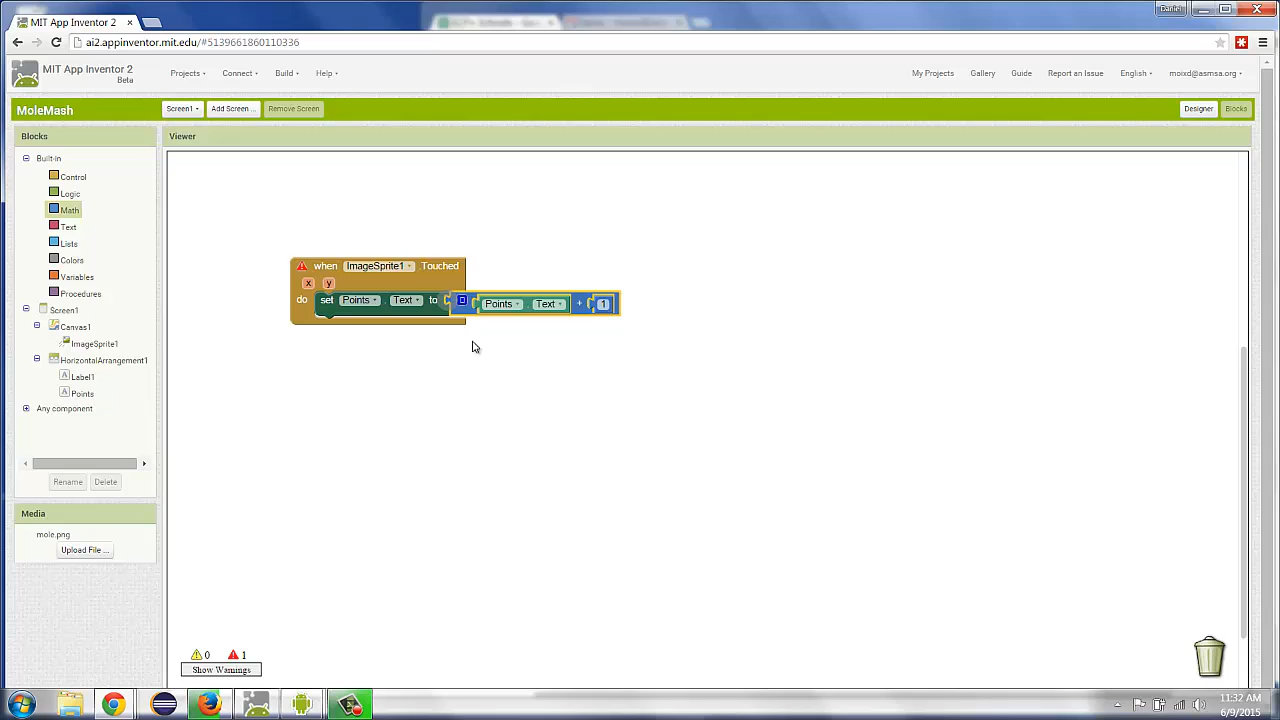 MIT App Inventor 2
Daniel
ai2.appinventor.mit.edu/#5139661860110336
MIT App Inventor 2
Beta
Projects
Connect
Build
Help
My Projects
Gallery
Guide
Report an Issue
English
moixd@asmsa.org
MoleMash
Screen1
Add Screen ...
Remove Screen
Designer
Blocks
Blocks
Viewer
Built-in
Control
Logic
Math
Text
Lists
Colors
Variables
Procedures
Screen1
Canvas1
ImageSprite1
HorizontalArrangement1
Label1
Points
Any component
Rename
Delete
Media
mole.png
Upload File ...
when ImageSprite1 .Touched
x y
do set Points . Text to Points . Text + 1
0 1
Show Warnings
11:32 AM
6/9/2015